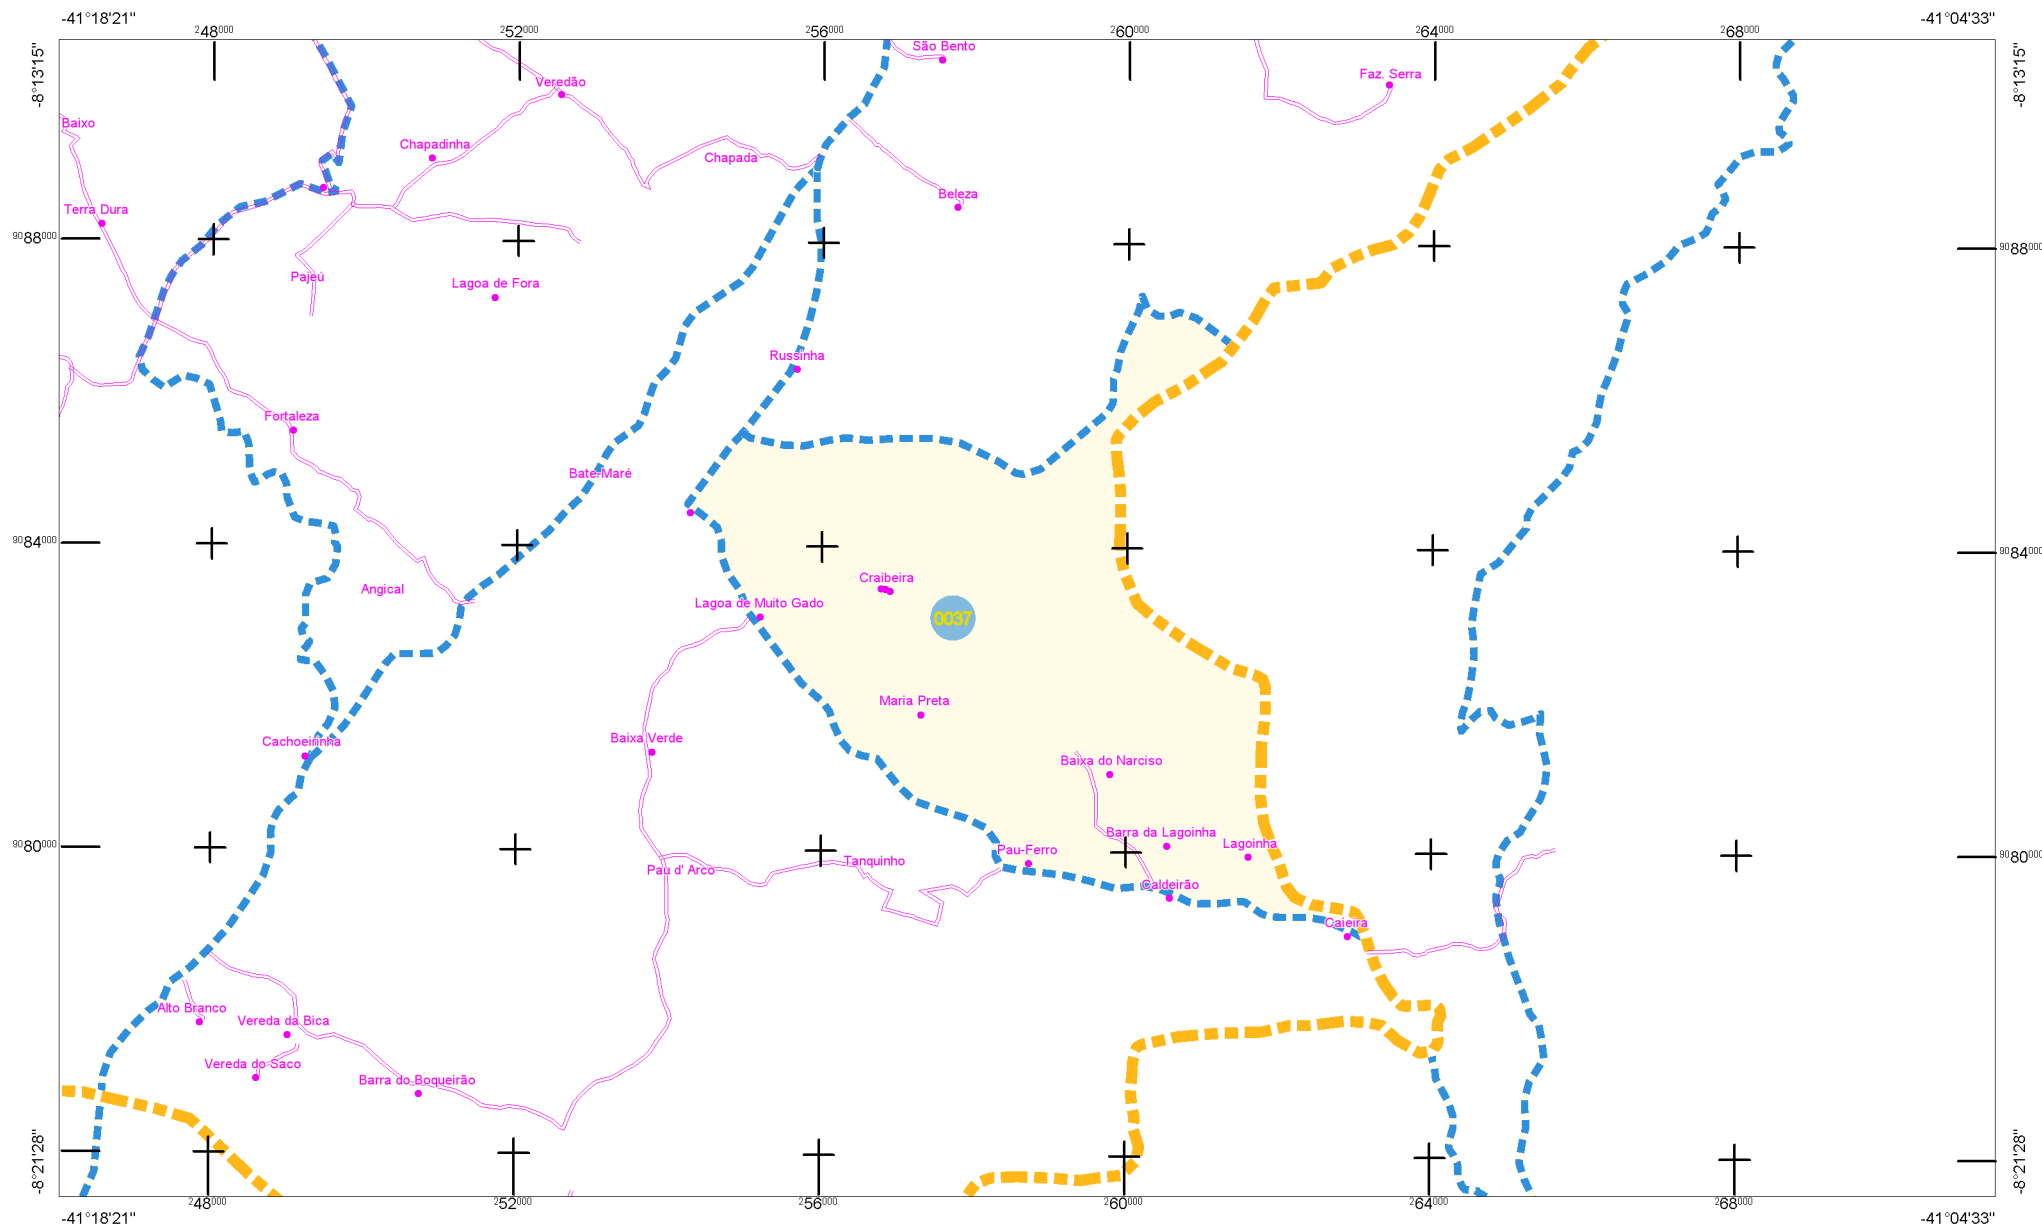 -41°18'21"
-41°04'33"
248000
252000
256000
260000
264000
268000
-8°13'15"
-8°13'15"
São Bento
Faz. Serra
Veredão
Baixo
Chapadinha
Chapada
Beleza
Terra Dura
9088000
9088000
Pajeú
Lagoa de Fora
Russinha
Fortaleza
Bate-Maré
9084000
9084000
Craibeira
Angical
Lagoa de Muito Gado
0037
Maria Preta
Baixa Verde
Cachoeirinha
Baixa do Narciso
Barra da Lagoinha
Lagoinha
9080000
9080000
Pau-Ferro
Tanquinho
Pau d' Arco
Caldeirão
Caieira
Alto Branco
Vereda da Bica
Vereda do Saco
Barra do Boqueirão
-8°21'28"
-8°21'28"
248000
252000
256000
260000
264000
268000
-41°18'21"
-41°04'33"